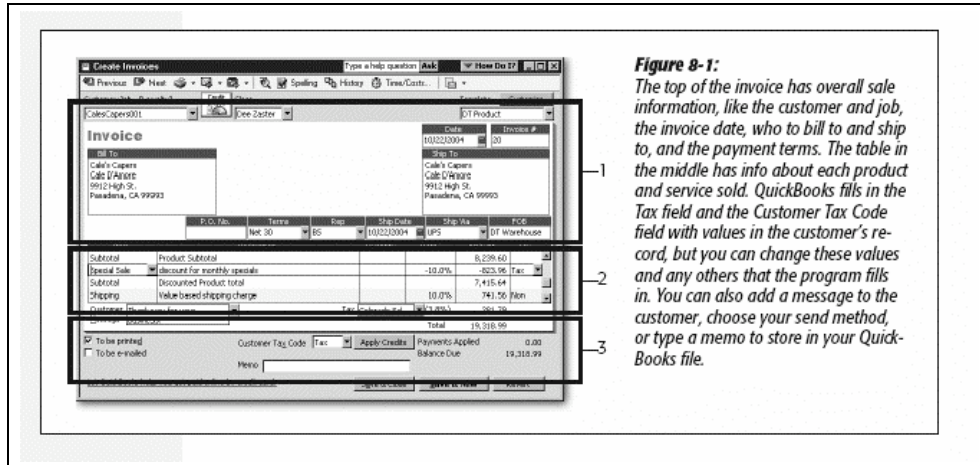 Create Invoices Type a help question Ask How Do I?
Previous Next Spelling History Time/Costs...
CalesCapers001 Dee Zaster DT Product
Invoice
Date Invoice #
10/22/2004 20
Bill To Ship To
Cale's Capers Cale's Capers
Cale D'Amore Cale D'Amore
9912 High St. 9912 High St.
Pasadena, CA 99993 Pasadena, CA 99993
P.O. No. Terms Rep Ship Date Ship Via FOB
Net 30 BS 10/22/2004 UPS DT Warehouse
Subtotal Product Subtotal 8,239.60
Special Sale discount for monthly specials -10.0% -823.96 Tax
Subtotal Discounted Product total 7,415.64
Shipping Value based shipping charge 10.0% 741.56 Non
Customer Tax
Total 19,318.99
To be printed Customer Tax Code Tax Apply Credits Payments Applied 0.00
To be e-mailed Balance Due 19,318.99
Memo
1
2
3
Figure 8-1:
The top of the invoice has overall sale
information, like the customer and job,
the invoice date, who to bill to and ship
to, and the payment terms. The table in
the middle has info about each product
and service sold. QuickBooks fills in the
Tax field and the Customer Tax Code
field with values in the customer's re-
cord, but you can change these values
and any others that the program fills
in. You can also add a message to the
customer, choose your send method,
or type a memo to store in your Quick-
Books file.